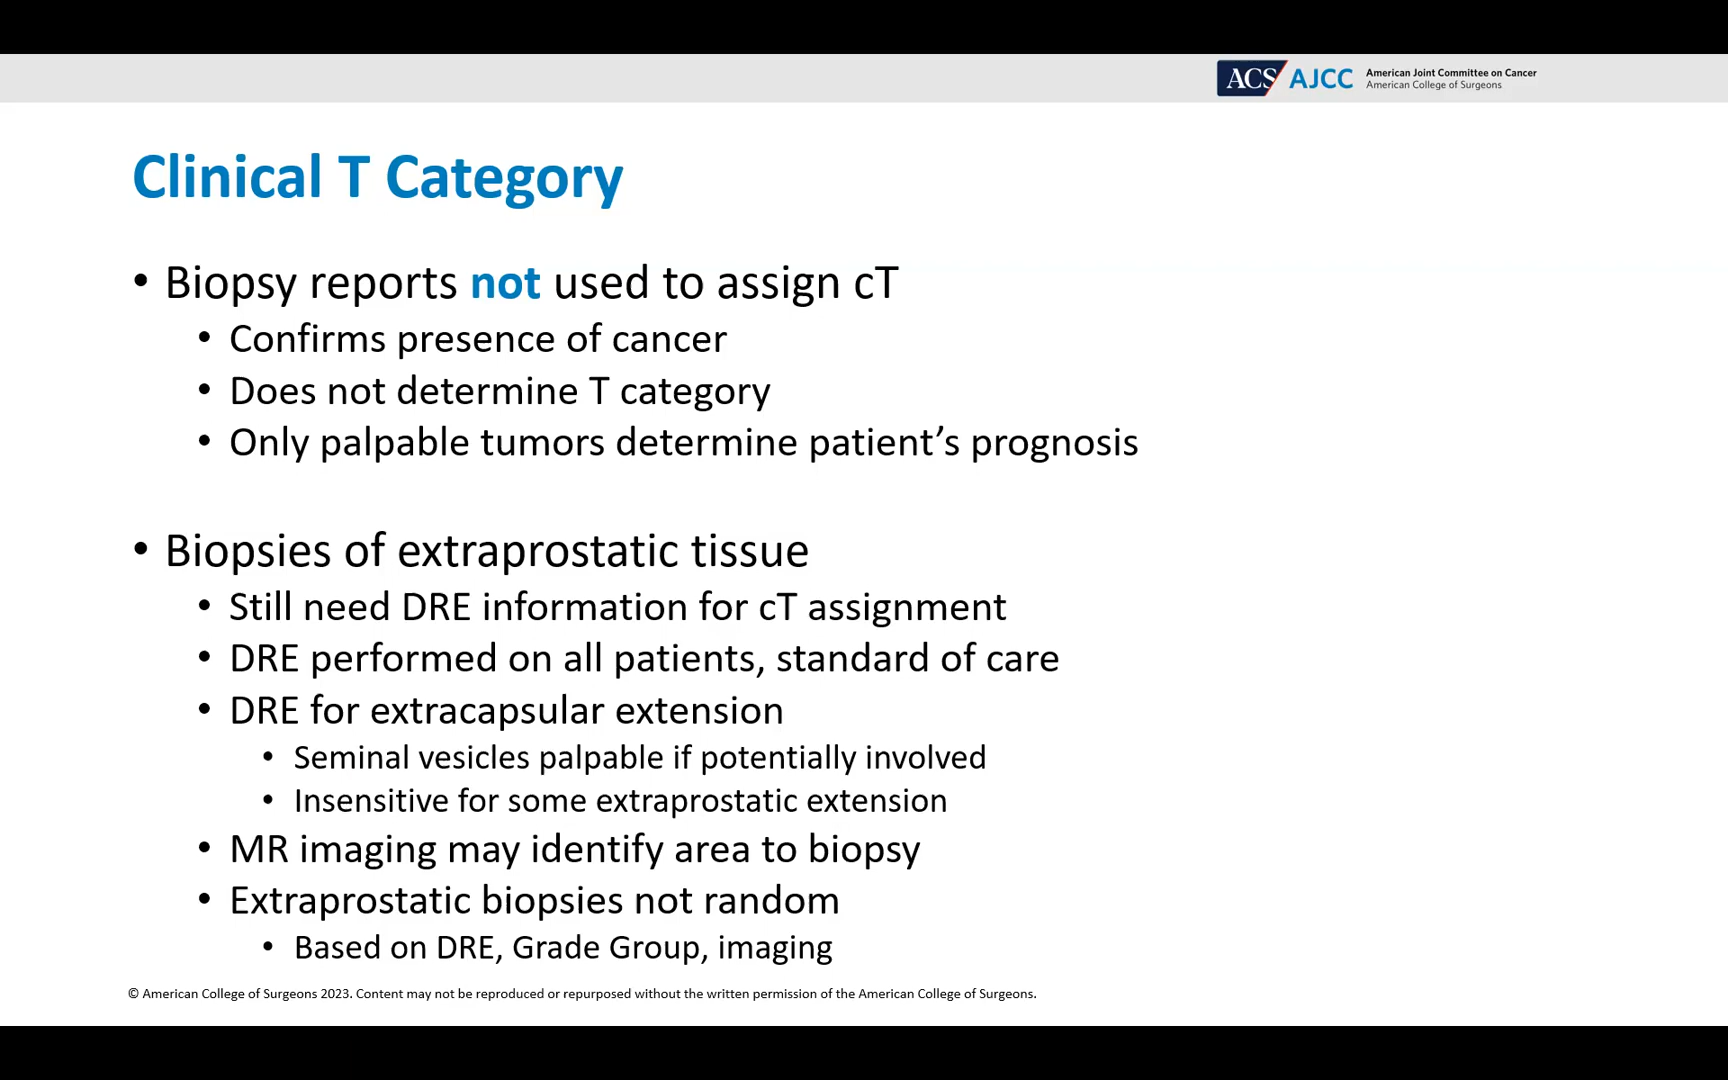 ACS AJCC American Joint Committee on Cancer
American College of Surgeons
Clinical T Category
• Biopsy reports not used to assign cT
• Confirms presence of cancer
• Does not determine T category
• Only palpable tumors determine patient’s prognosis
• Biopsies of extraprostatic tissue
• Still need DRE information for cT assignment
• DRE performed on all patients, standard of care
• DRE for extracapsular extension
• Seminal vesicles palpable if potentially involved
• Insensitive for some extraprostatic extension
• MR imaging may identify area to biopsy
• Extraprostatic biopsies not random
• Based on DRE, Grade Group, imaging
© American College of Surgeons 2023. Content may not be reproduced or repurposed without the written permission of the American College of Surgeons.